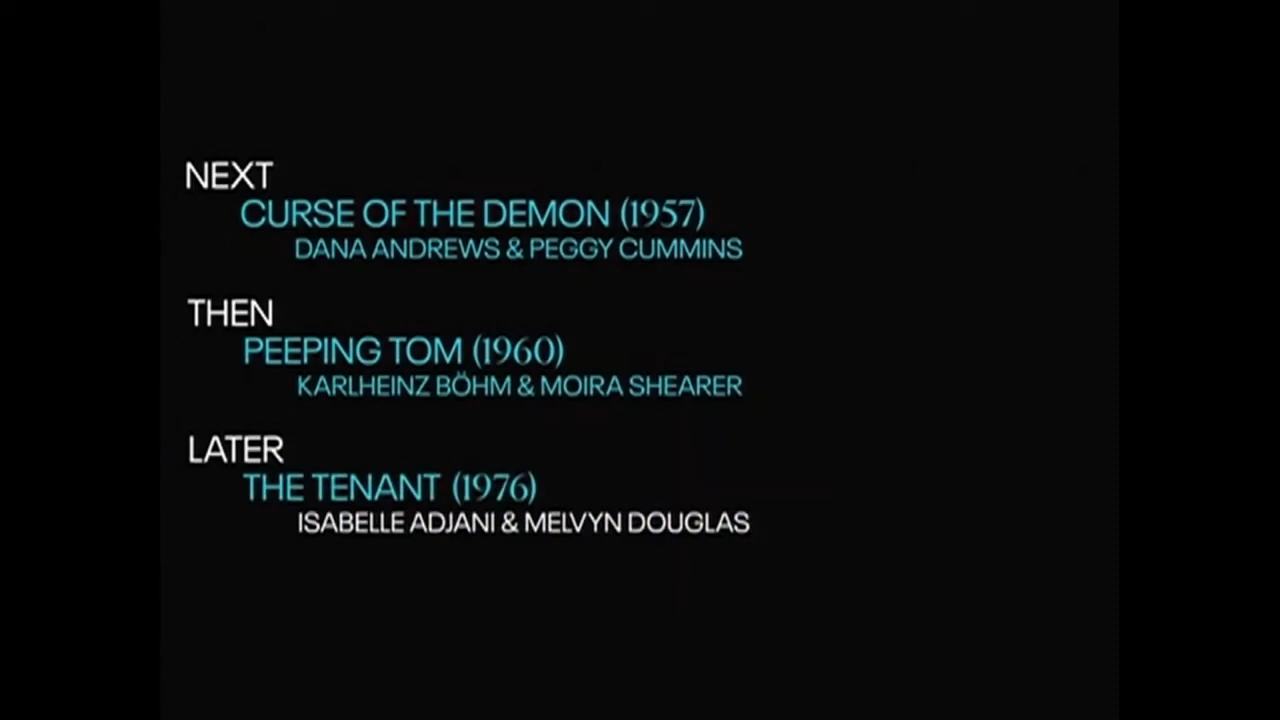 NEXT
CURSE OF THE DEMON (1957)
DANA ANDREWS & PEGGY CUMMINS
THEN
PEEPING TOM (1960)
KARLHEINZ BÖHM & MOIRA SHEARER
LATER
THE TENANT (1976)
ISABELLE ADJANI & MELVYN DOUGLAS